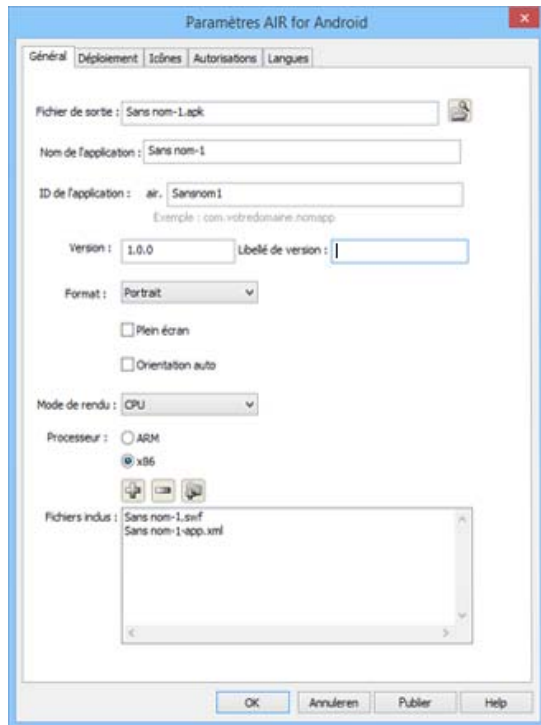 Paramètres AIR for Android
Général Déploiement Icônes Autorisations Langues
Fichier de sortie : Sans nom-1.apk
Nom de l'application : Sans nom-1
ID de l'application : air. Sansnom1
Exemple : com.votredomaine.nomapp
Version : 1.0.0 Libellé de version :
Format : Portrait
Plein écran
Orientation auto
Mode de rendu : CPU
Processeur : ARM
x86
Fichiers indus : Sans nom-1.swf
Sans nom-1-app.xml
OK Annuleren Publier Help